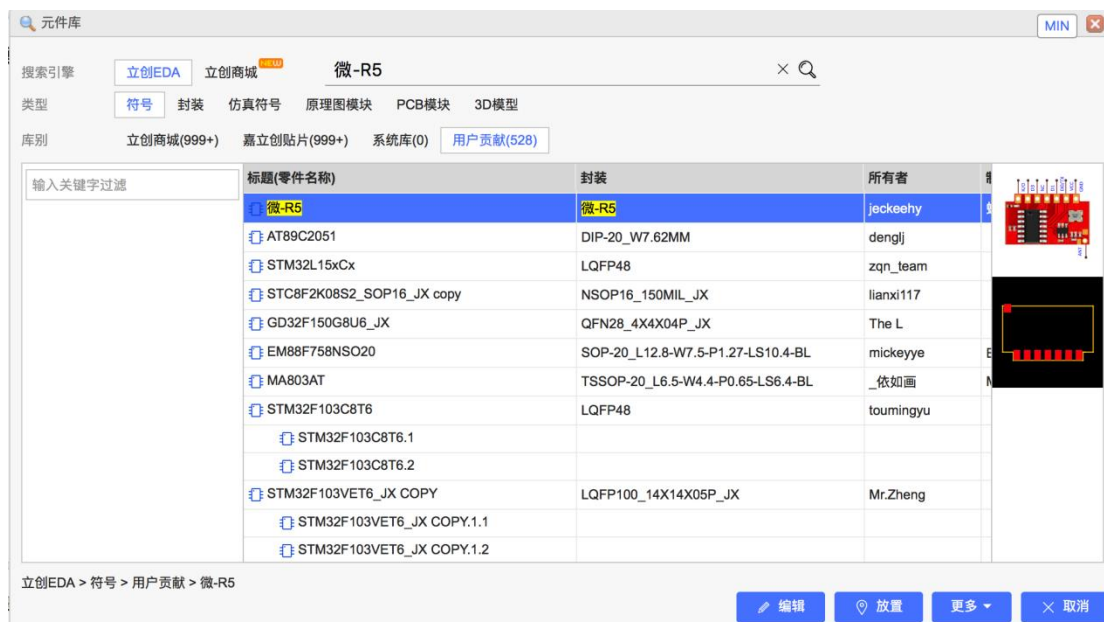 元件库
MIN
搜索引擎 立创EDA 立创商城 NEW 微-R5
类型 符号 封装 仿真符号 原理图模块 PCB模块 3D模型
库别 立创商城(999+) 嘉立创贴片(999+) 系统库(0) 用户贡献(528)
输入关键字过滤
标题(零件名称) 封装 所有者
微-R5 微-R5 jeckeehy
AT89C2051 DIP-20_W7.62MM denglj
STM32L15xCx LQFP48 zqn_team
STC8F2K08S2_SOP16_JX copy NSOP16_150MIL_JX lianxi117
GD32F150G8U6_JX QFN28_4X4X04P_JX The L
EM88F758NSO20 SOP-20_L12.8-W7.5-P1.27-LS10.4-BL mickeyye
MA803AT TSSOP-20_L6.5-W4.4-P0.65-LS6.4-BL _依如画
STM32F103C8T6 LQFP48 toumingyu
STM32F103C8T6.1
STM32F103C8T6.2
STM32F103VET6_JX COPY LQFP100_14X14X05P_JX Mr.Zheng
STM32F103VET6_JX COPY.1.1
STM32F103VET6_JX COPY.1.2
立创EDA > 符号 > 用户贡献 > 微-R5
编辑 放置 更多 取消